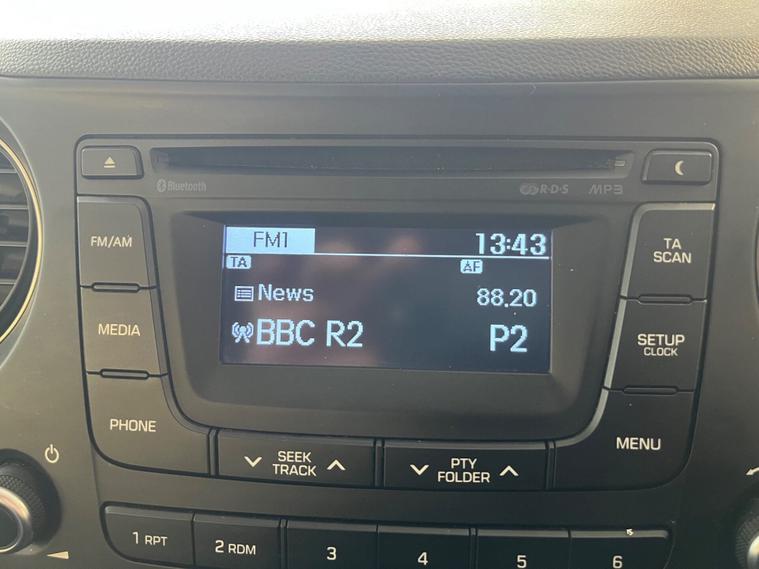 Bluetooth
R·D·S MP3
FM/AM
MEDIA
PHONE
FM1 13:43
TA AF
News 88.20
BBC R2 P2
TA
SCAN
SETUP
CLOCK
MENU
SEEK
TRACK
PTY
FOLDER
1 RPT
2 RDM
3
4
5
6